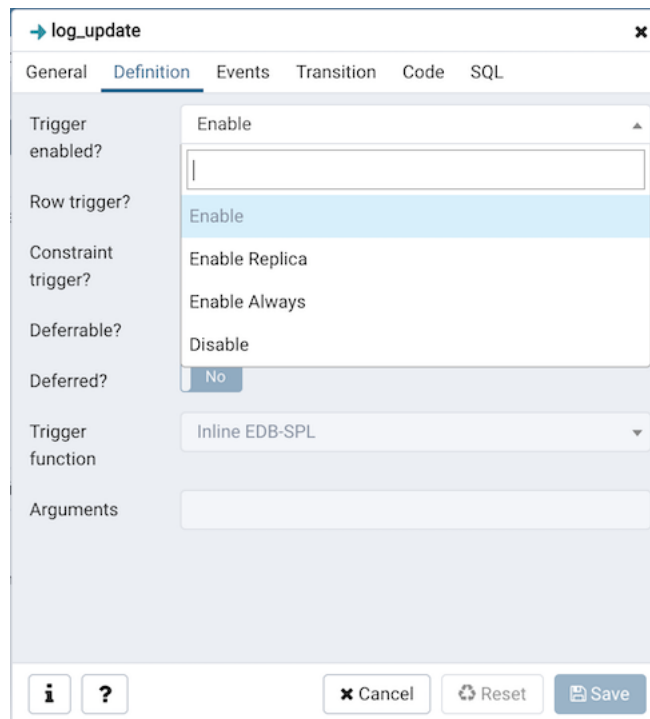 log_update
General Definition Events Transition Code SQL
Trigger enabled?
Enable
Enable
Enable Replica
Enable Always
Disable
Row trigger?
Constraint trigger?
Deferrable?
Deferred?
No
Trigger function
Inline EDB-SPL
Arguments
i ? Cancel Reset Save